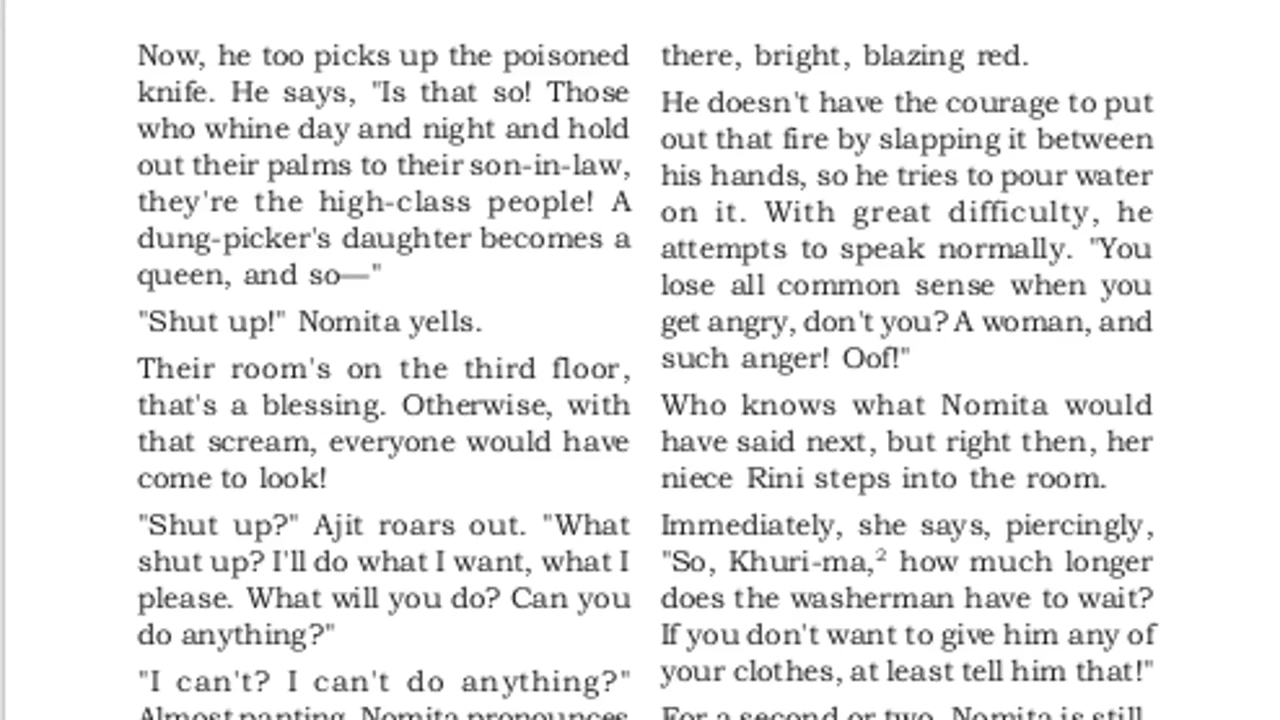 Now, he too picks up the poisoned
knife. He says, "Is that so! Those
who whine day and night and hold
out their palms to their son-in-law,
they're the high-class people! A
dung-picker's daughter becomes a
queen, and so—"
"Shut up!" Nomita yells.
Their room's on the third floor,
that's a blessing. Otherwise, with
that scream, everyone would have
come to look!
"Shut up?" Ajit roars out. "What
shut up? I'll do what I want, what I
please. What will you do? Can you
do anything?"
"I can't? I can't do anything?"
Almost panting, Nomita pronounces
there, bright, blazing red.
He doesn't have the courage to put
out that fire by slapping it between
his hands, so he tries to pour water
on it. With great difficulty, he
attempts to speak normally. "You
lose all common sense when you
get angry, don't you? A woman, and
such anger! Oof!"
Who knows what Nomita would
have said next, but right then, her
niece Rini steps into the room.
Immediately, she says, piercingly,
"So, Khuri-ma,² how much longer
does the washerman have to wait?
If you don't want to give him any of
your clothes, at least tell him that!"
For a second or two, Nomita is still